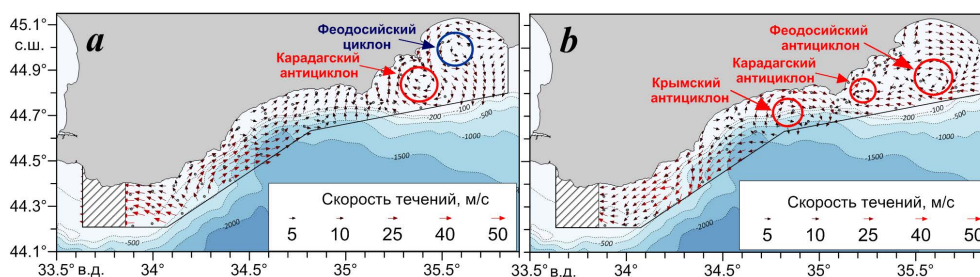 a
Феодосийский
циклон
Карадагский
антициклон
45.1°
с.ш.
44.9°
44.7°
44.5°
44.3°
44.1°
-200
-100
-1000
-1500
-2000
-500
Скорость течений, м/с
5 10 25 40 50
33.5° в.д. 34° 34.5° 35° 35.5°
b
Феодосийский
антициклон
Карадагский
антициклон
Крымский
антициклон
-200
-100
-1000
-1500
-2000
-500
Скорость течений, м/с
5 10 25 40 50
33.5° в.д. 34° 34.5° 35° 35.5°